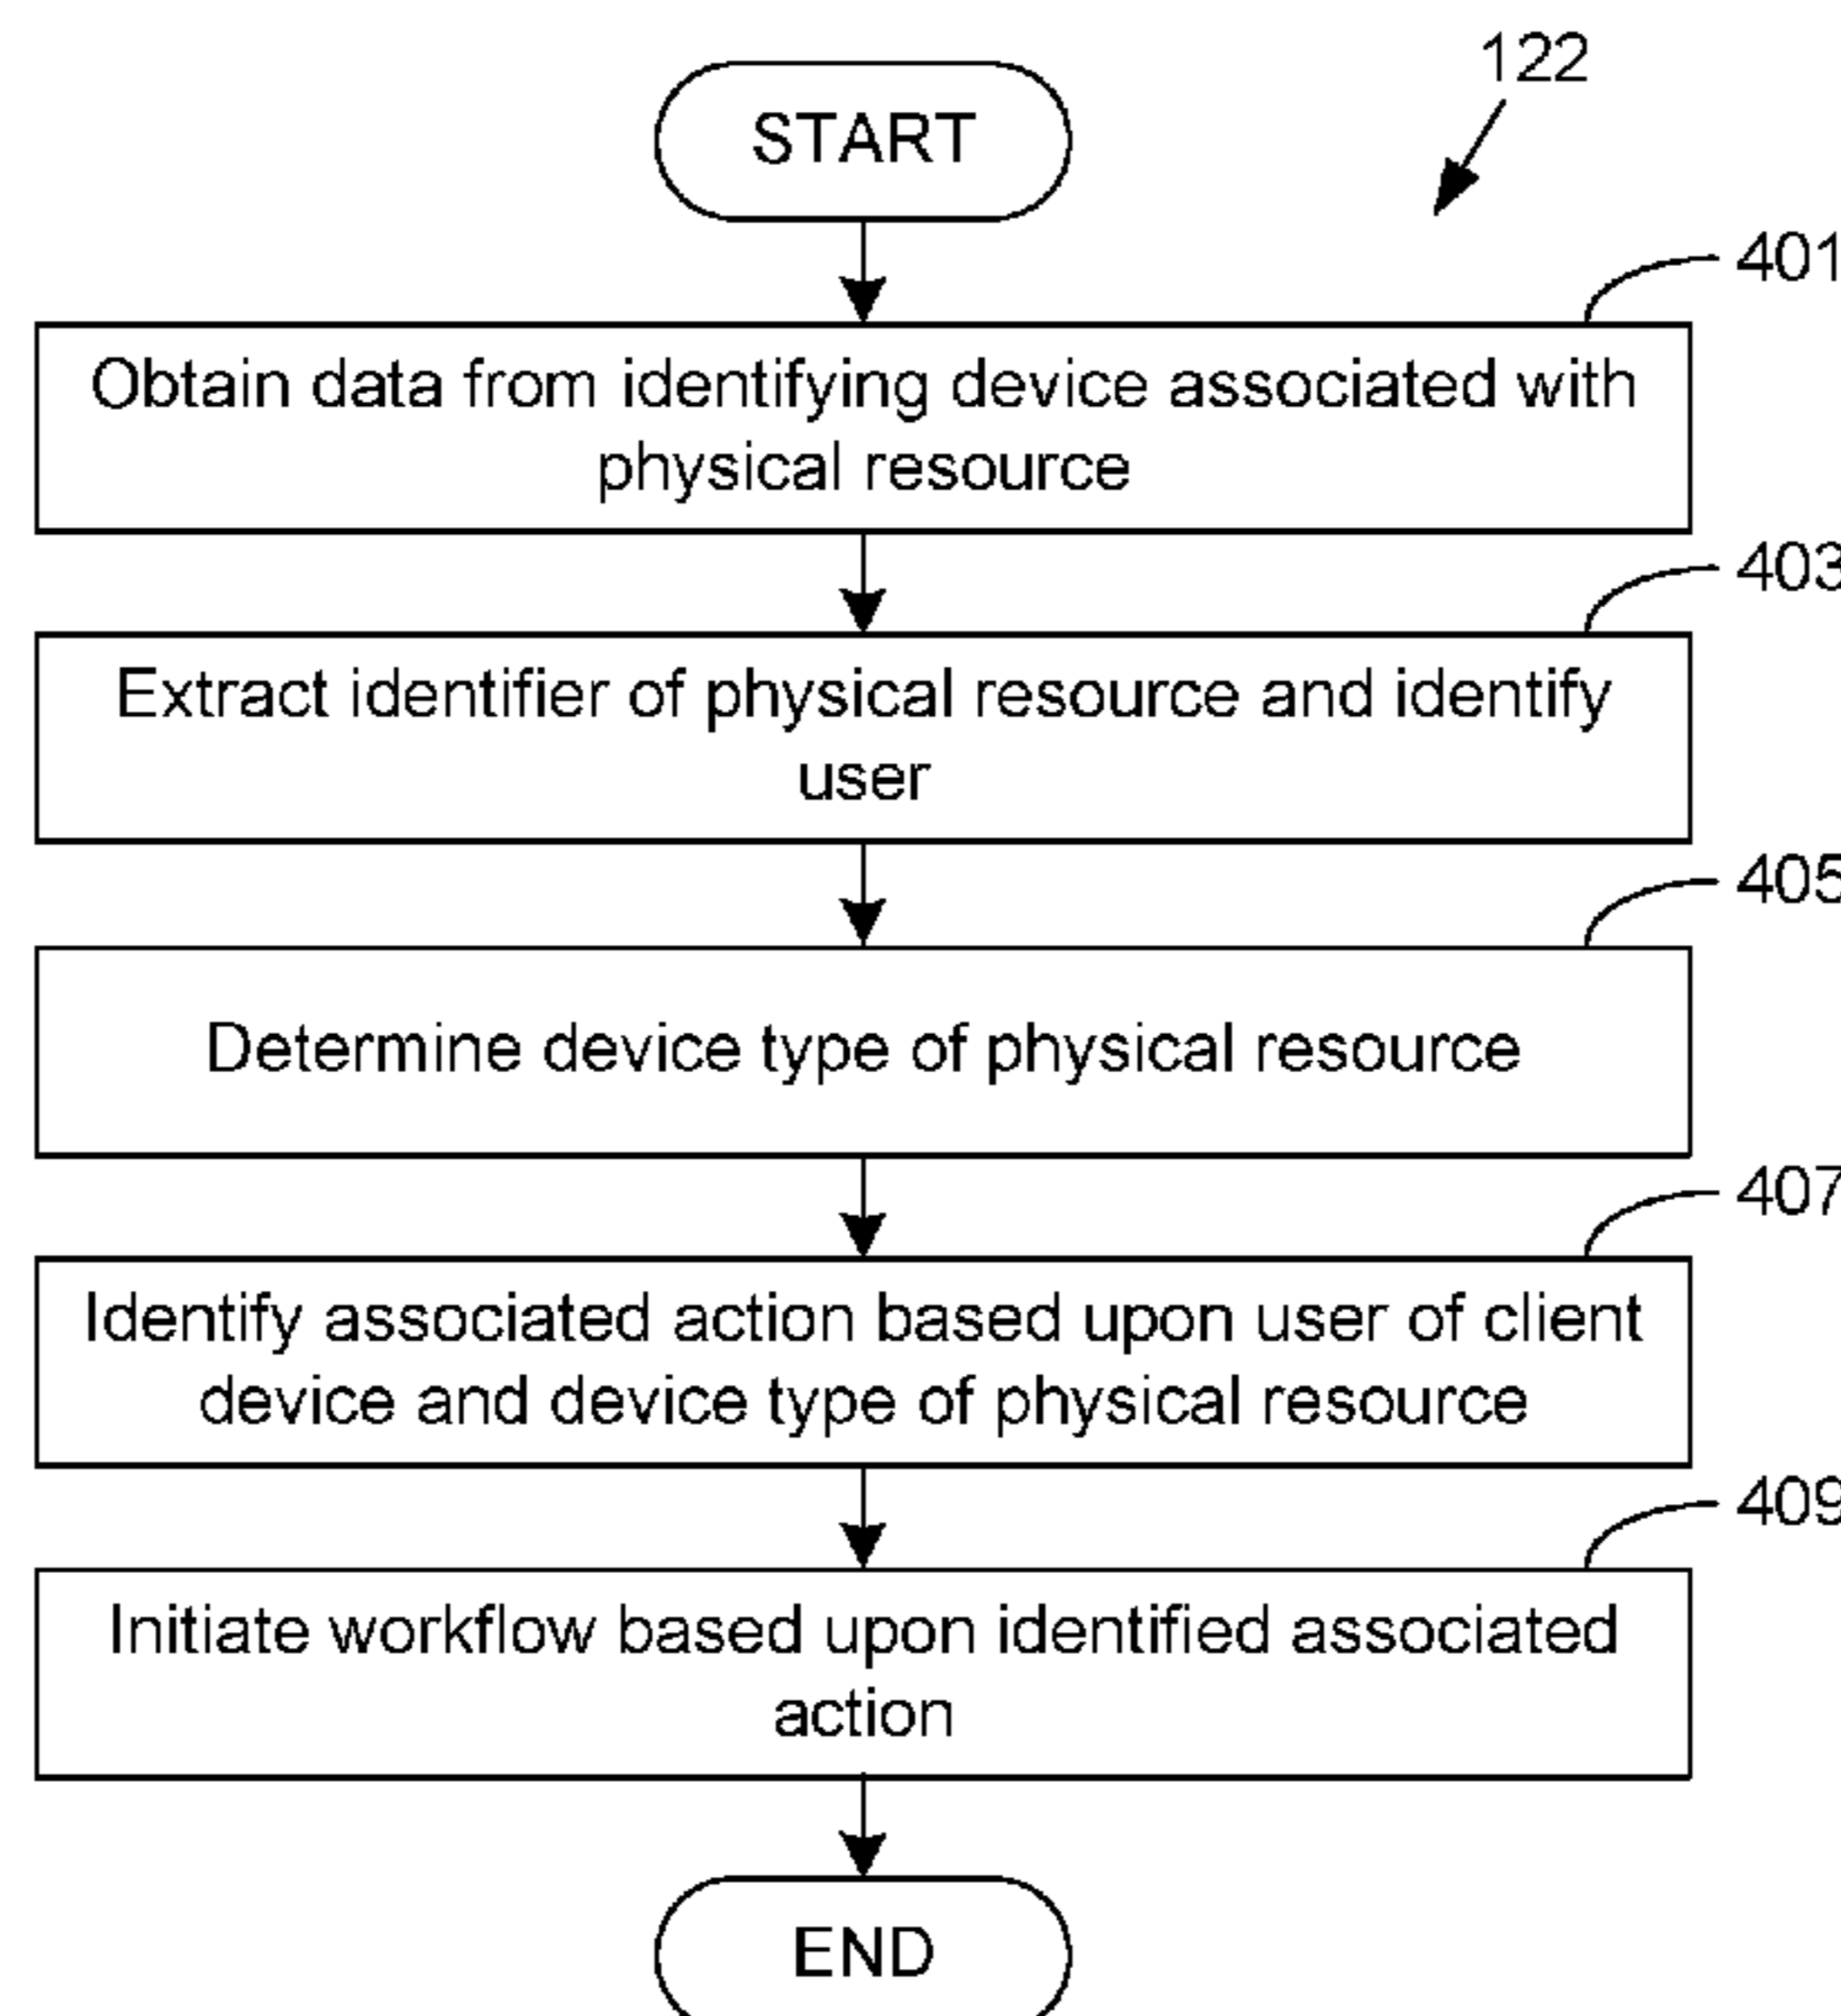 122
START
401
Obtain data from identifying device associated with
physical resource
403
Extract identifier of physical resource and identify
user
405
Determine device type of physical resource
407
Identify associated action based upon user of client
device and device type of physical resource
409
Initiate workflow based upon identified associated
action
END